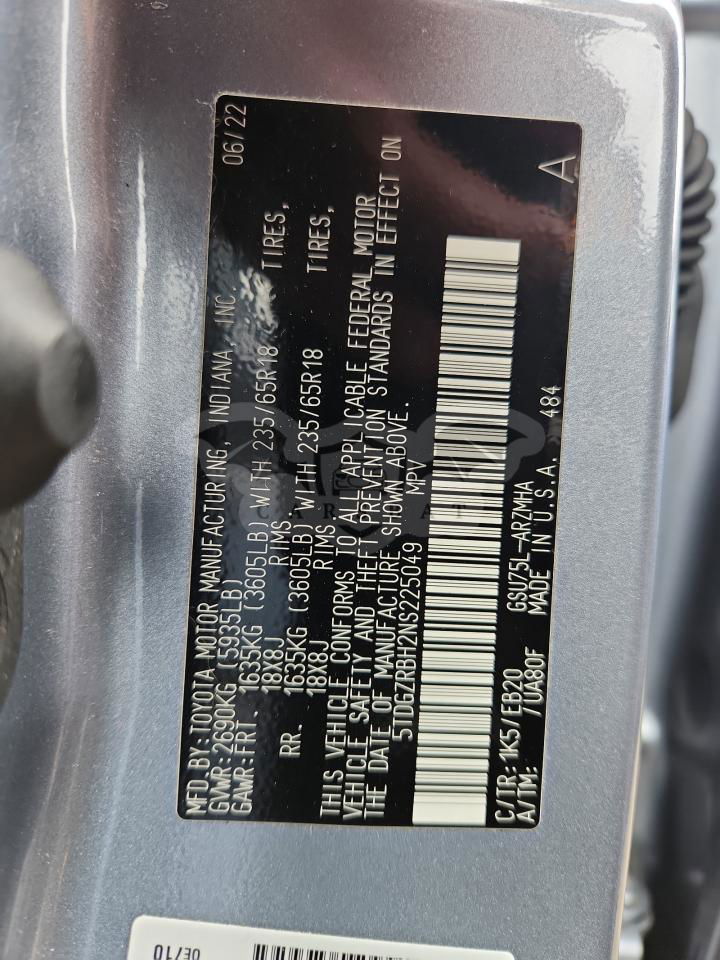 MFD.BY:TOYOTA MOTOR MANUFACTURING, INDIANA, INC. 06/22
GVWR:2690KG (5935LB)
GAWR:FRT. 1635KG (3605LB) WITH 235/65R18 TIRES,
18X8J RIMS
RR. 1635KG (3605LB) WITH 235/65R18 TIRES,
18X8J RIMS
THIS VEHICLE CONFORMS TO ALL APPLICABLE FEDERAL MOTOR
VEHICLE SAFETY AND THEFT PREVENTION STANDARDS IN EFFECT ON
THE DATE OF MANUFACTURE SHOWN ABOVE.
5TDGZRBH2NS225049 MPV
C/TR:1K5/EB20 GSU75L-ARZMHA 484
A/TM: /UA80F MADE IN U.S.A. A
OE/10